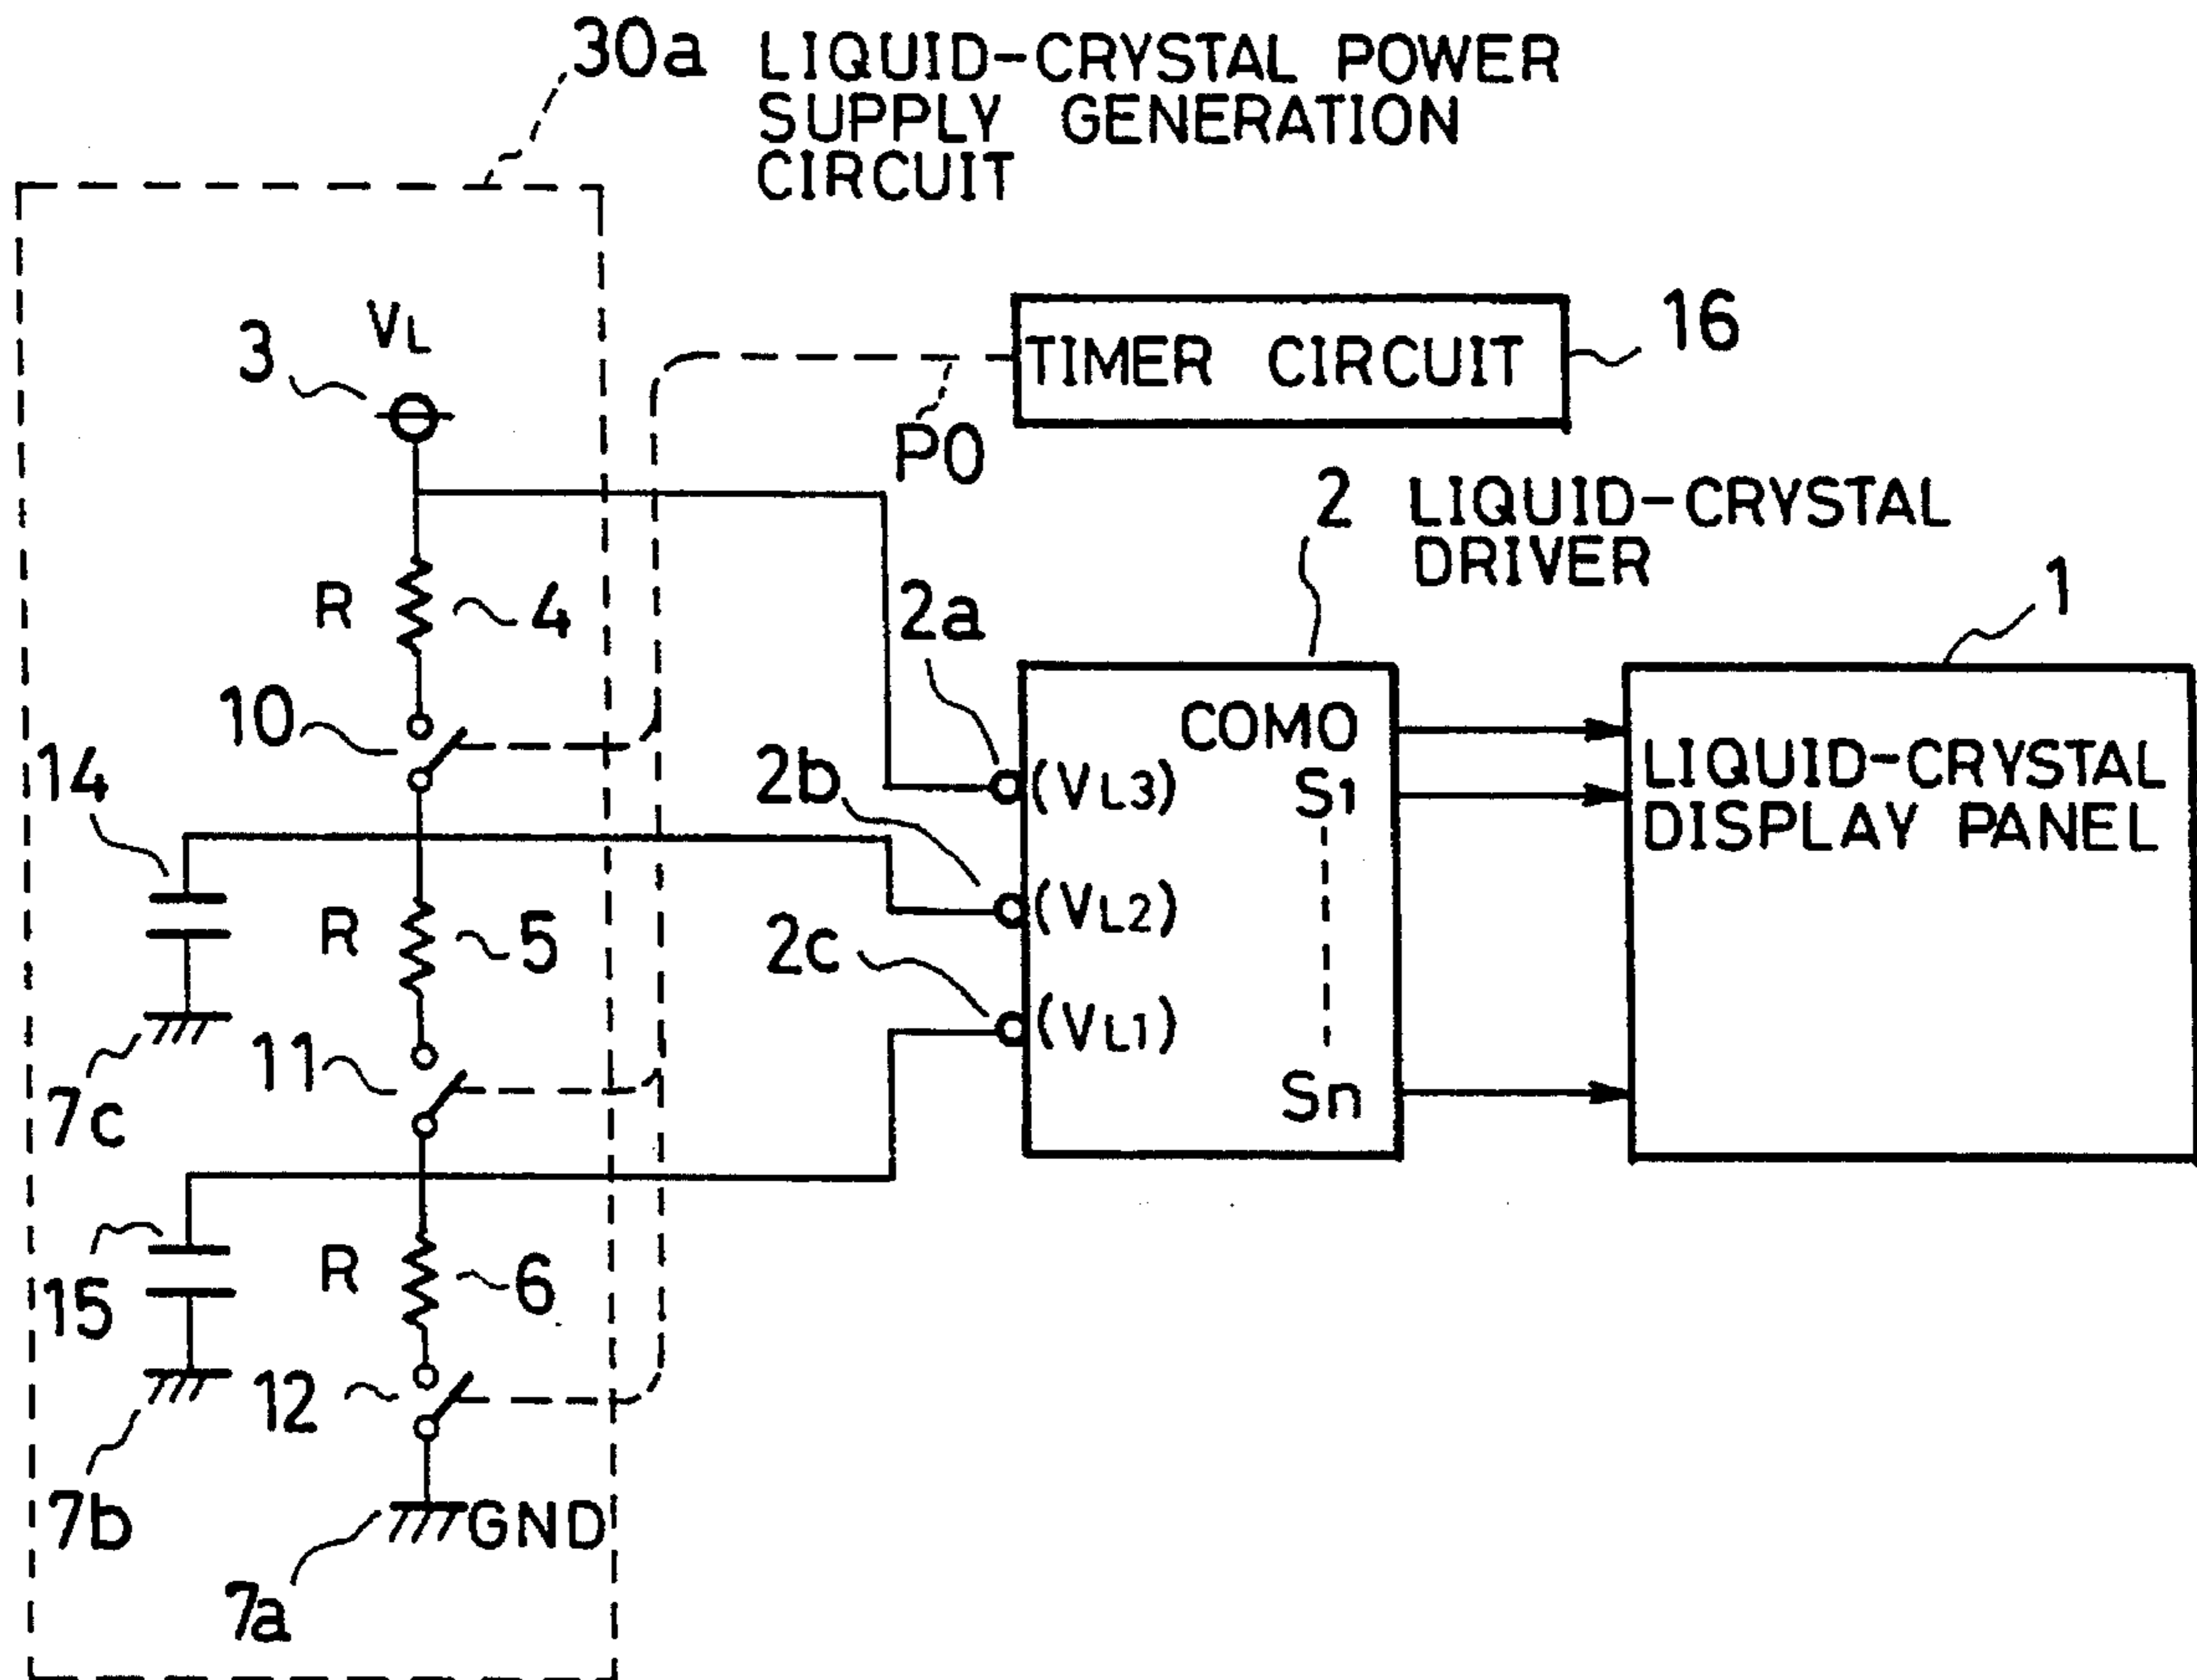 30a LIQUID-CRYSTAL POWER
SUPPLY GENERATION
CIRCUIT
VL
3
TIMER CIRCUIT
16
PO
2 LIQUID-CRYSTAL
DRIVER
1
R
4
2a
10
COMO
14
2b
(VL3)
S1
LIQUID-CRYSTAL
DISPLAY PANEL
R
5
(VL2)
2c
11
(VL1)
7c
Sn
15
R
6
12
7b
GND
7a